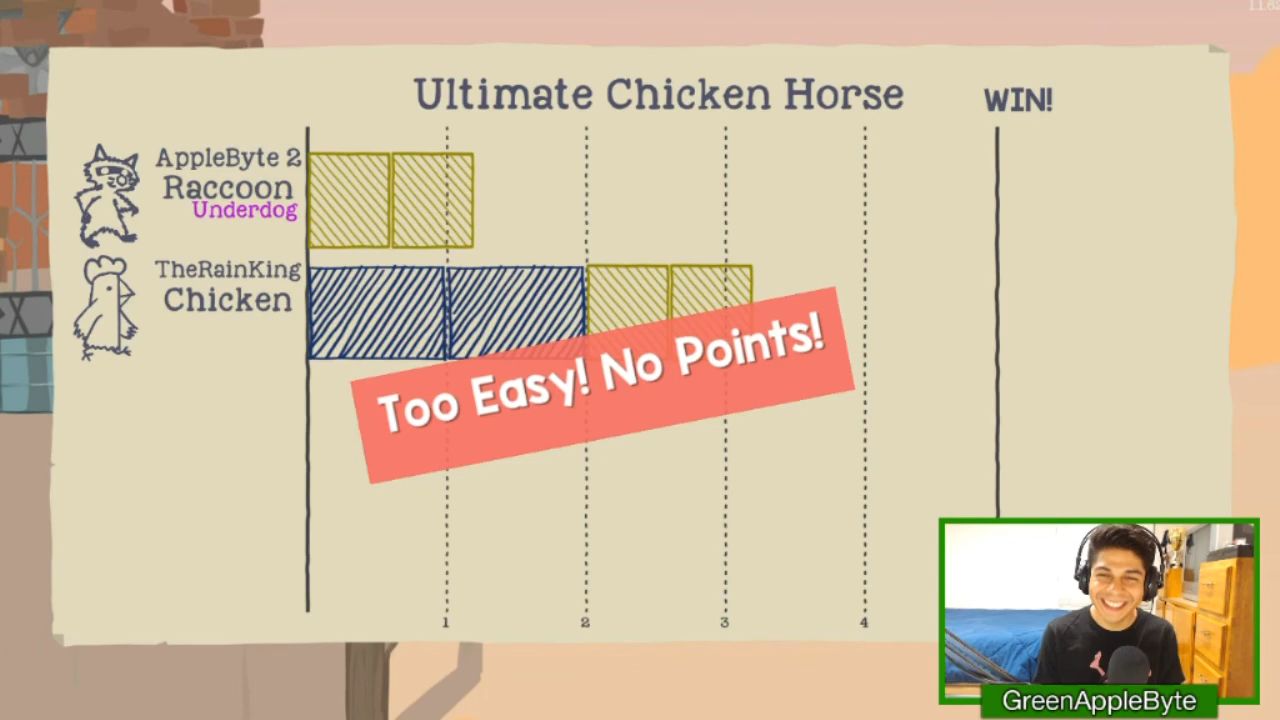 Ultimate Chicken Horse
WIN!
AppleByte 2
Raccoon
Underdog
TheRainKing
Chicken
Too Easy! No Points!
1 2 3 4
GreenAppleByte